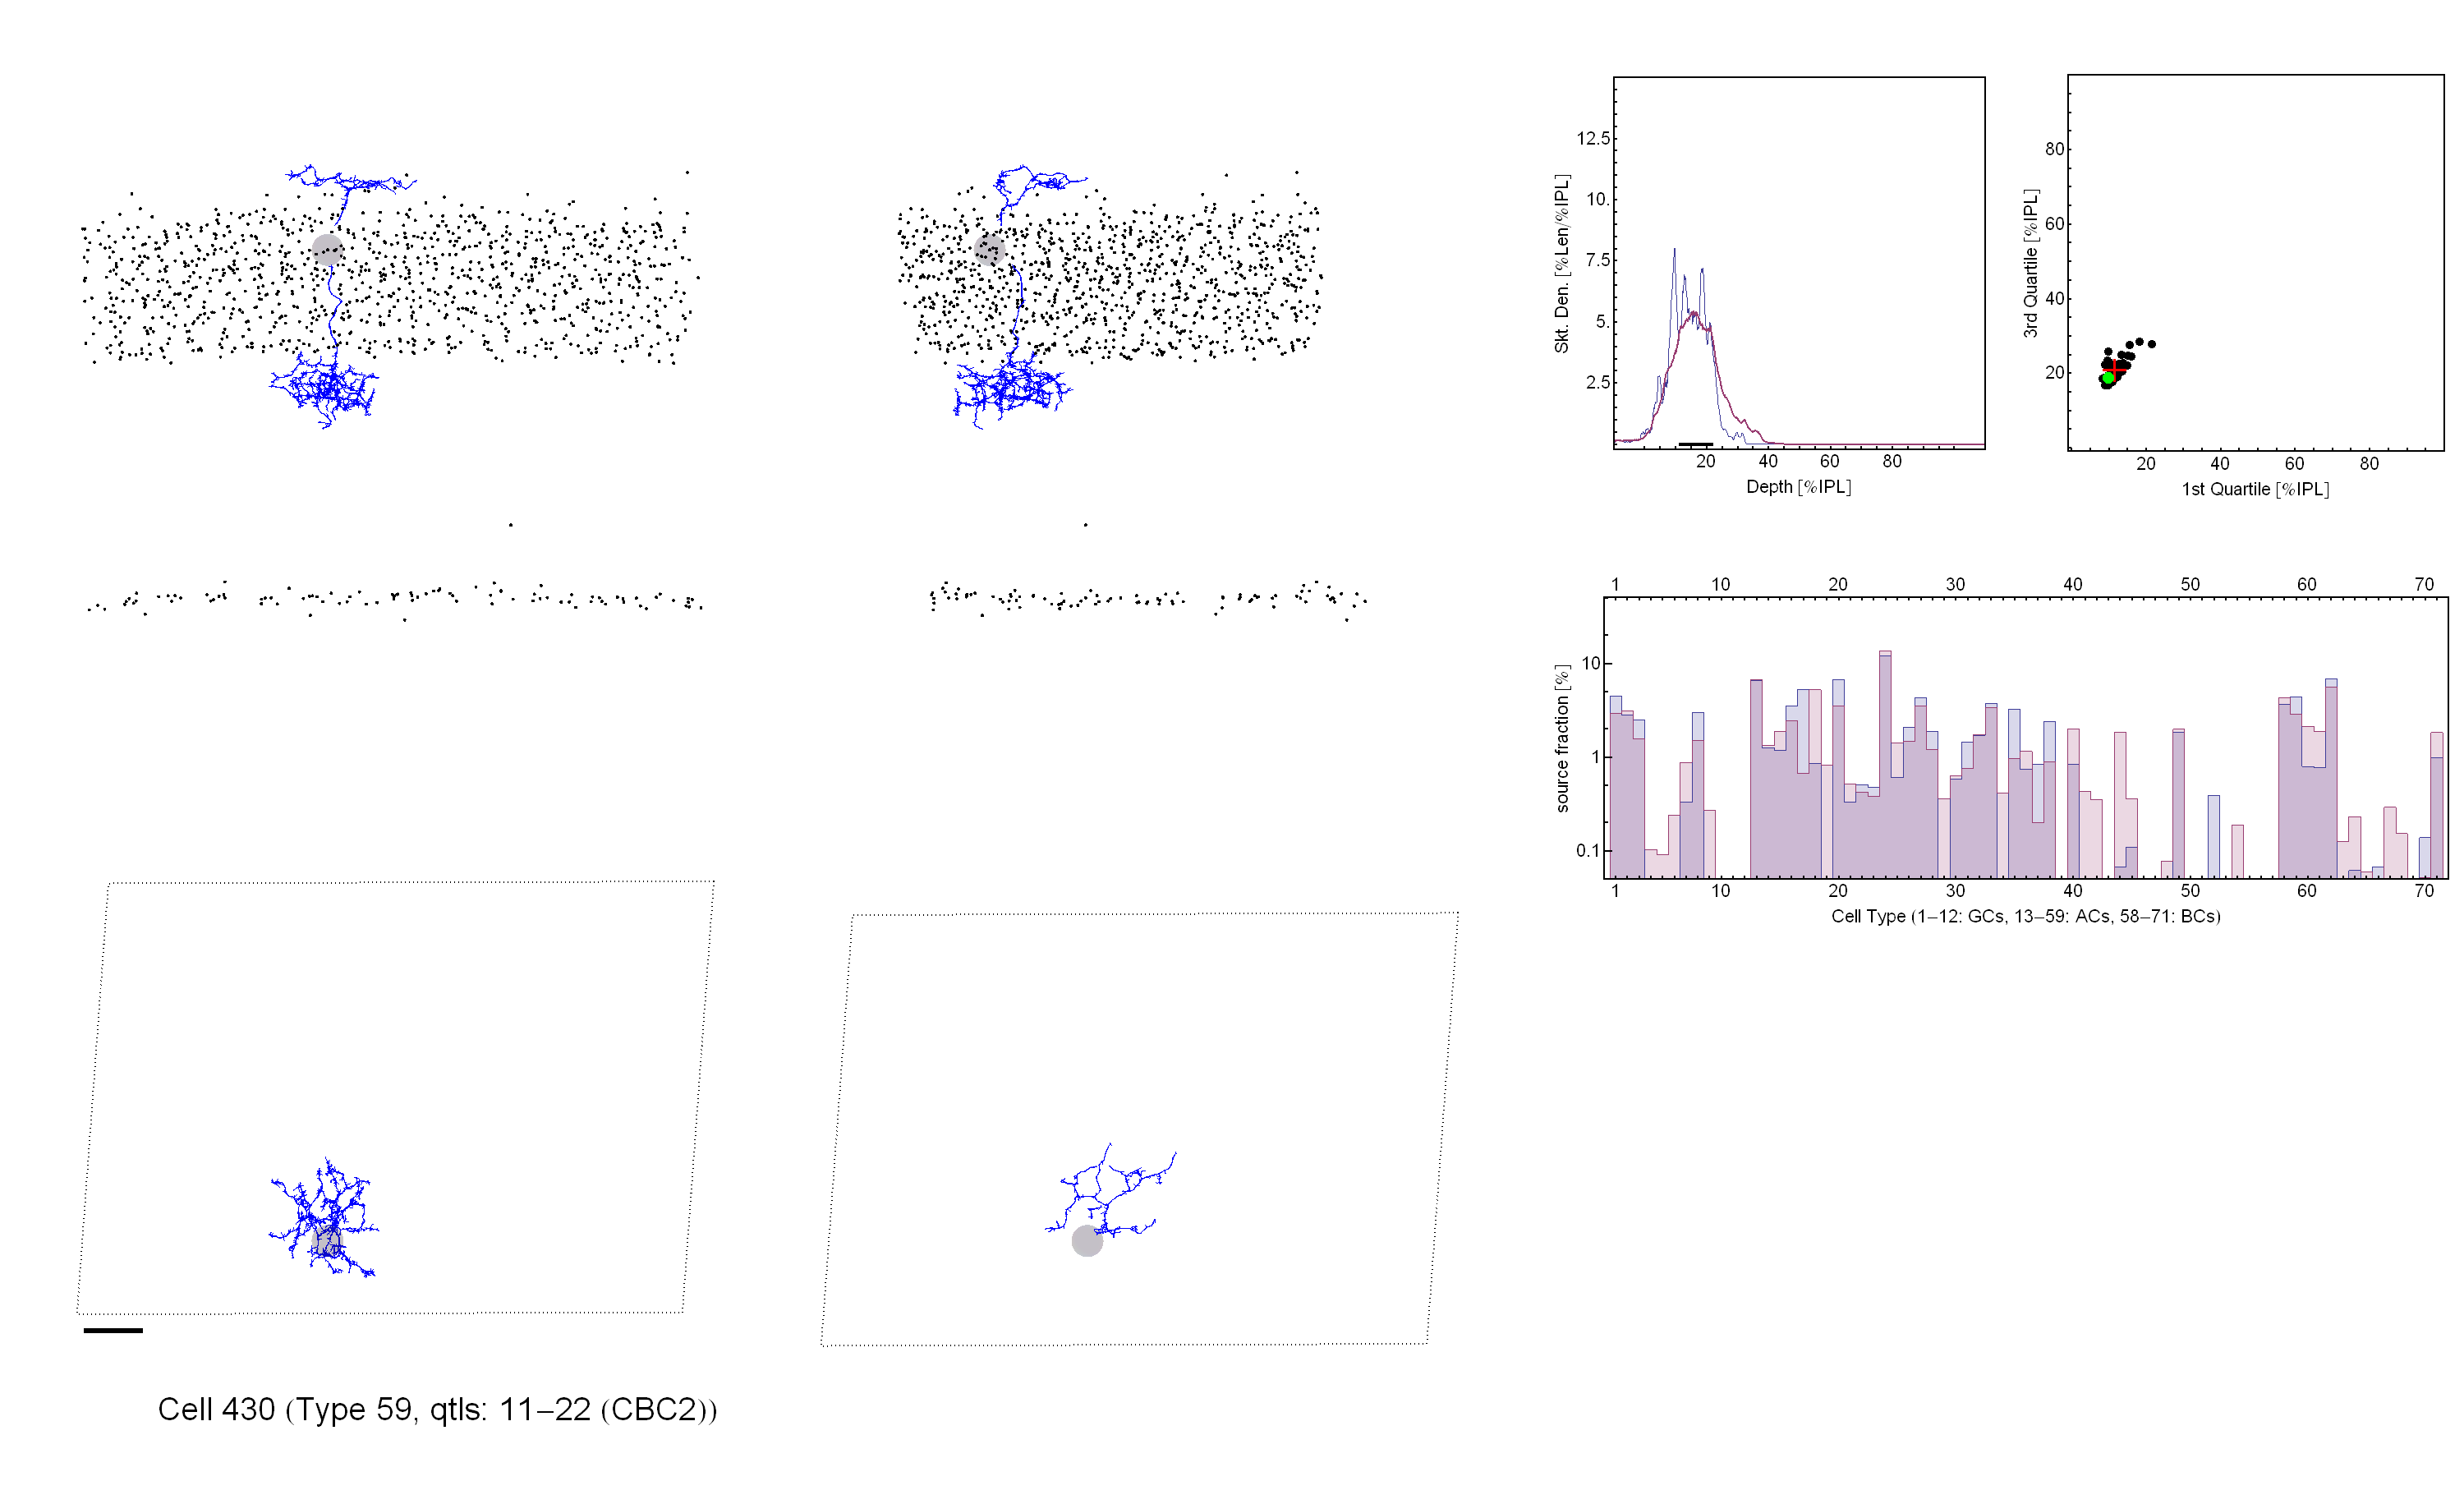 12.5
10.
7.5
5.
2.5
Skt. Den. [%Len/%IPL]
20 40 60 80
Depth [%IPL]
80
60
40
20
3rd Quartile [%IPL]
20 40 60 80
1st Quartile [%IPL]
1 10 20 30 40 50 60 70
10
1
0.1
source fraction [%]
1 10 20 30 40 50 60 70
Cell Type (1–12: GCs, 13–59: ACs, 58–71: BCs)
Cell 430 (Type 59, qtls: 11–22 (CBC2))